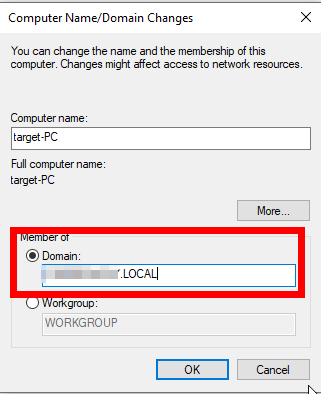 Computer Name/Domain Changes
You can change the name and the membership of this
computer. Changes might affect access to network resources.
Computer name:
target-PC
Full computer name:
target-PC
More...
Member of
Domain:
.LOCAL
Workgroup:
WORKGROUP
OK
Cancel